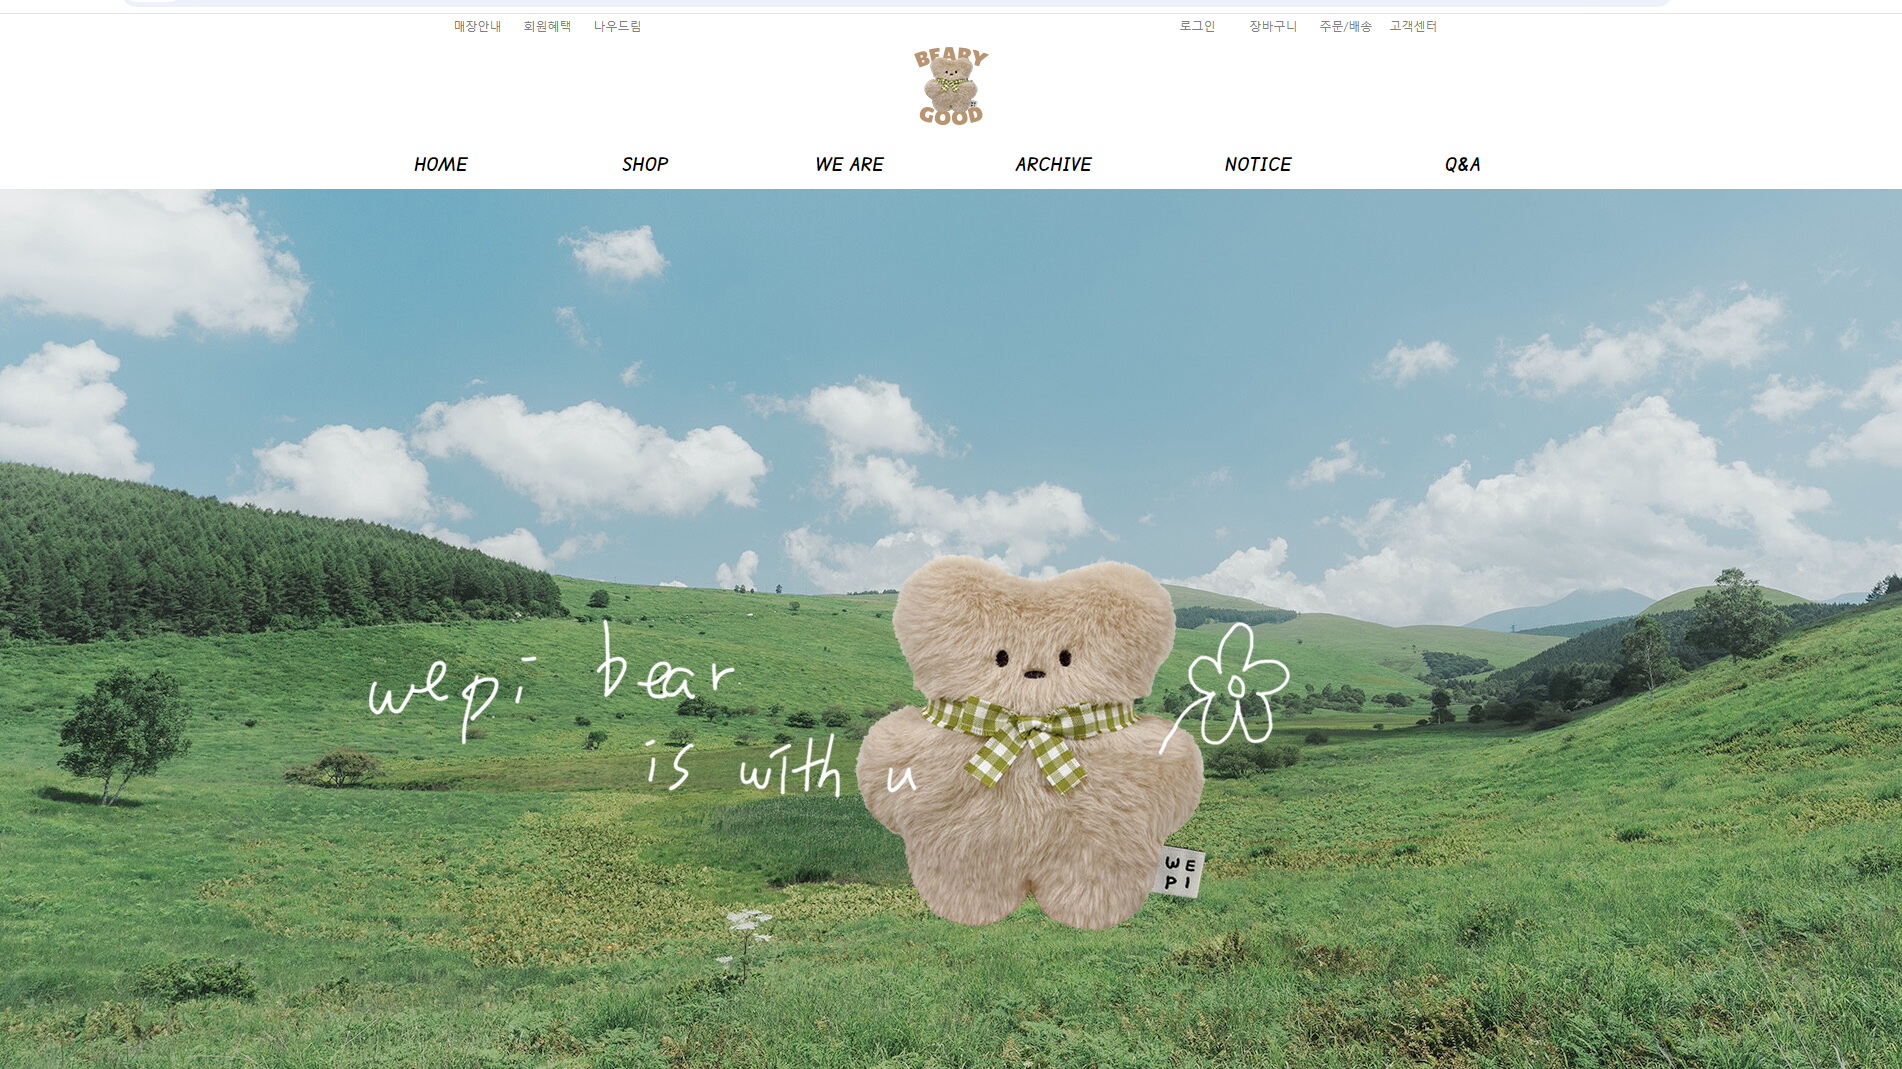 매장안내 회원혜택 나우드림 로그인 장바구니 주문/배송 고객센터
BEARY
GOOD
HOME SHOP WE ARE ARCHIVE NOTICE Q&A
wepi bear
is with u
WE
PI